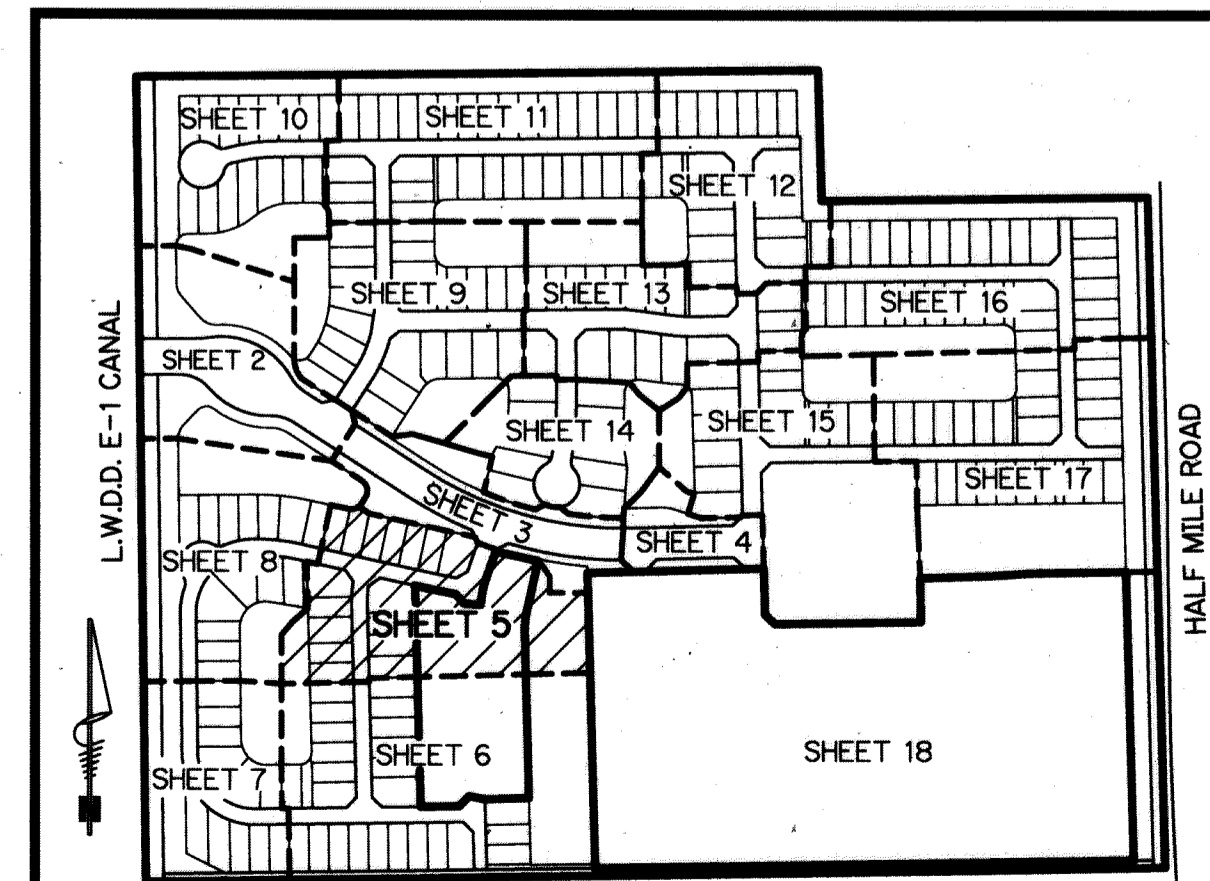 SHEET 10
SHEET 11
SHEET 12
SHEET 9
SHEET 13
SHEET 16
L.W.D.D. E-1 CANAL
SHEET 2
SHEET 14
SHEET 15
HALF MILE ROAD
SHEET 3
SHEET 17
SHEET 4
SHEET 8
SHEET 5
SHEET 6
SHEET 18
SHEET 7